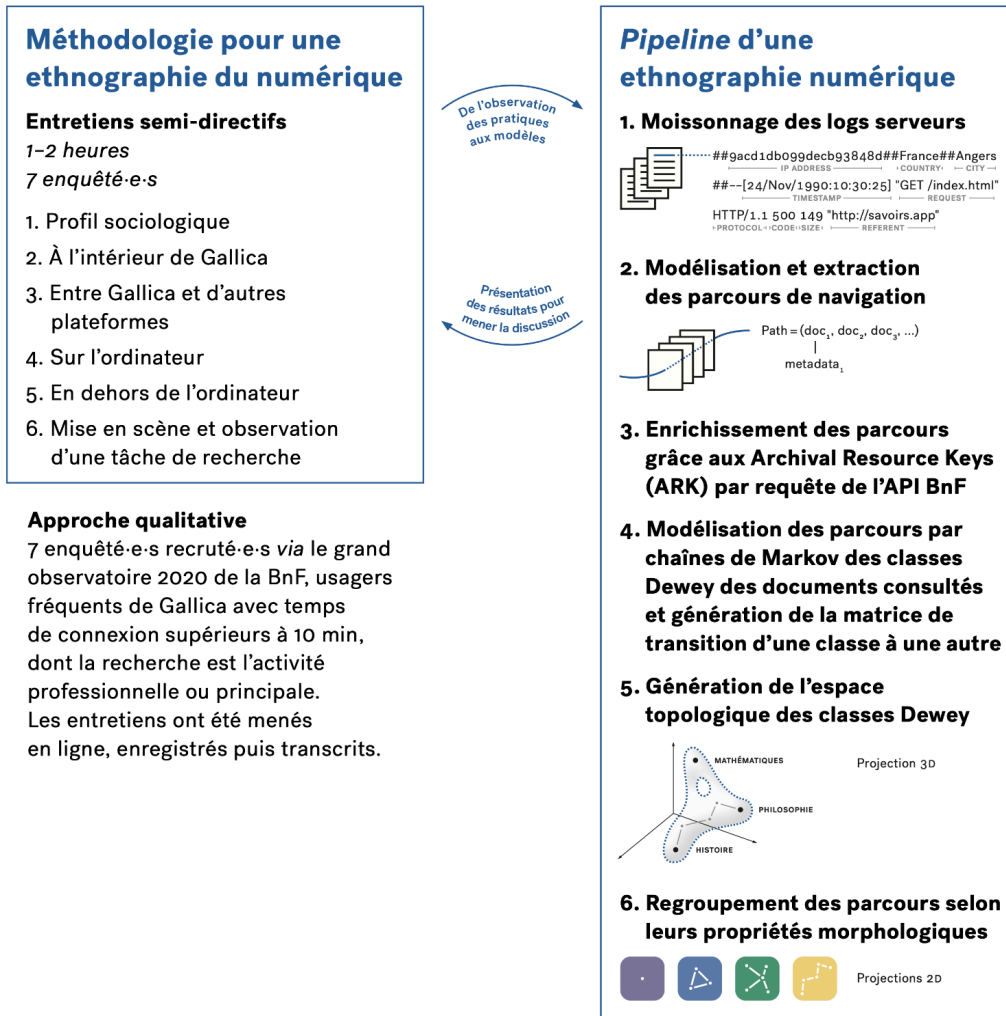 Méthodologie pour une
ethnographie du numérique
Entretiens semi-directifs
1–2 heures
7 enquêté·e·s
1. Profil sociologique
2. À l'intérieur de Gallica
3. Entre Gallica et d'autres
plateformes
4. Sur l'ordinateur
5. En dehors de l'ordinateur
6. Mise en scène et observation
d'une tâche de recherche
Approche qualitative
7 enquêté·e·s recruté·e·s via le grand
observatoire 2020 de la BnF, usagers
fréquents de Gallica avec temps
de connexion supérieurs à 10 min,
dont la recherche est l'activité
professionnelle ou principale.
Les entretiens ont été menés
en ligne, enregistrés puis transcrits.
De l'observation
des pratiques
aux modèles
Présentation
des résultats pour
mener la discussion
Pipeline d'une
ethnographie numérique
1. Moissonnage des logs serveurs
##9acd1db099decb93848d##France##Angers
IP ADDRESS COUNTRY CITY
##--[24/Nov/1990:10:30:25] "GET /index.html"
TIMESTAMP REQUEST
HTTP/1.1 500 149 "http://savoirs.app"
PROTOCOL CODE SIZE REFERENT
2. Modélisation et extraction
des parcours de navigation
Path = (doc₁, doc₂, doc₃, ...)
metadata₁
3. Enrichissement des parcours
grâce aux Archival Resource Keys
(ARK) par requête de l'API BnF
4. Modélisation des parcours par
chaînes de Markov des classes
Dewey des documents consultés
et génération de la matrice de
transition d'une classe à une autre
5. Génération de l'espace
topologique des classes Dewey
MATHÉMATIQUES
Projection 3D
PHILOSOPHIE
HISTOIRE
6. Regroupement des parcours selon
leurs propriétés morphologiques
Projections 2D